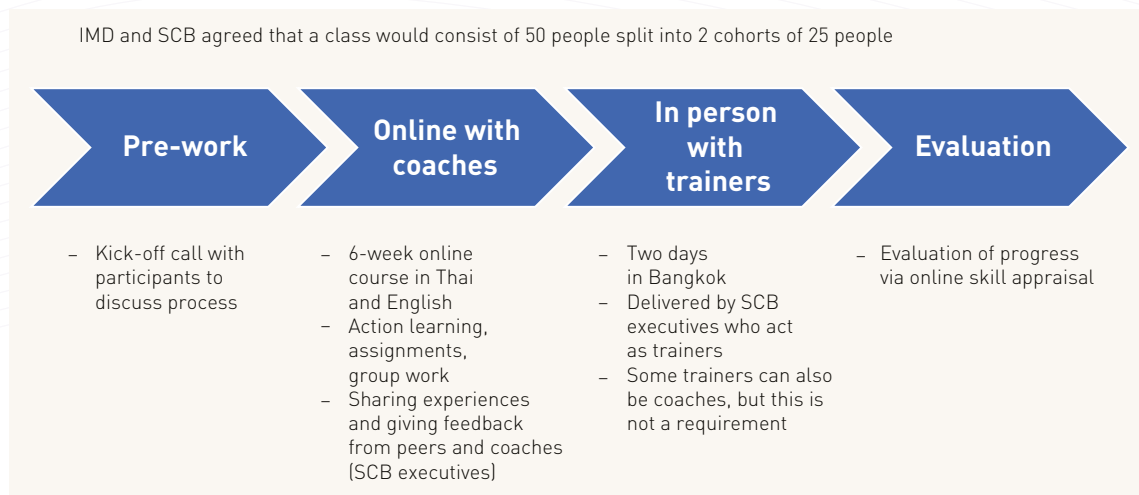 IMD and SCB agreed that a class would consist of 50 people split into 2 cohorts of 25 people
Pre-work
Online with
coaches
In person
with
trainers
Evaluation
– Kick-off call with
participants to
discuss process
– 6-week online
course in Thai
and English
– Action learning,
assignments,
group work
– Sharing experiences
and giving feedback
from peers and coaches
(SCB executives)
– Two days
in Bangkok
– Delivered by SCB
executives who act
as trainers
– Some trainers can also
be coaches, but this is
not a requirement
– Evaluation of progress
via online skill appraisal